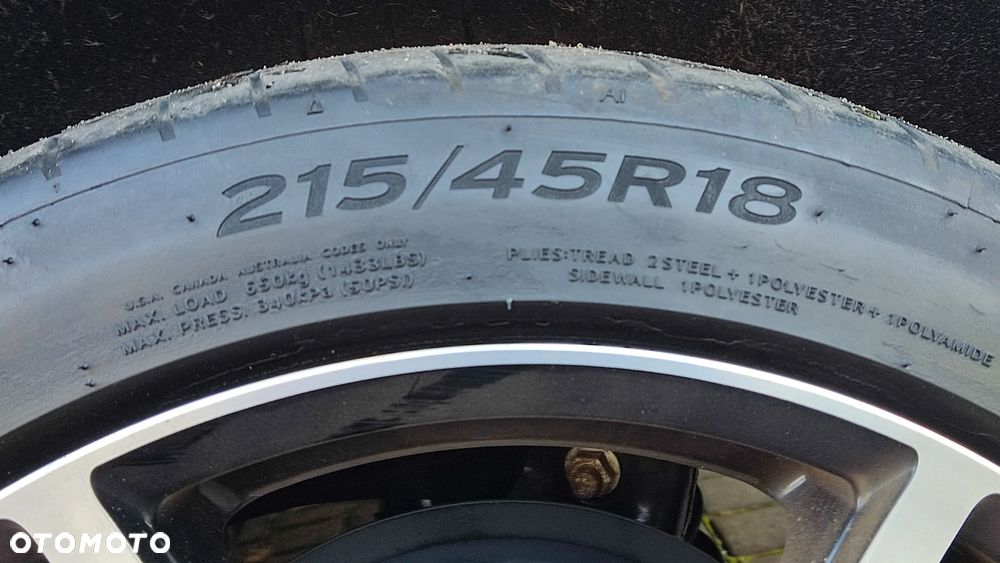 AI
215/45R18
U.S.A. CANADA AUSTRALIA CODES ONLY
MAX. LOAD 650kg (1433LBS)
MAX. PRESS. 340kPa (50PSI)
PLIES:TREAD 2STEEL + 1POLYESTER + 1POLYAMIDE
SIDEWALL 1POLYESTER
OTOMOTO